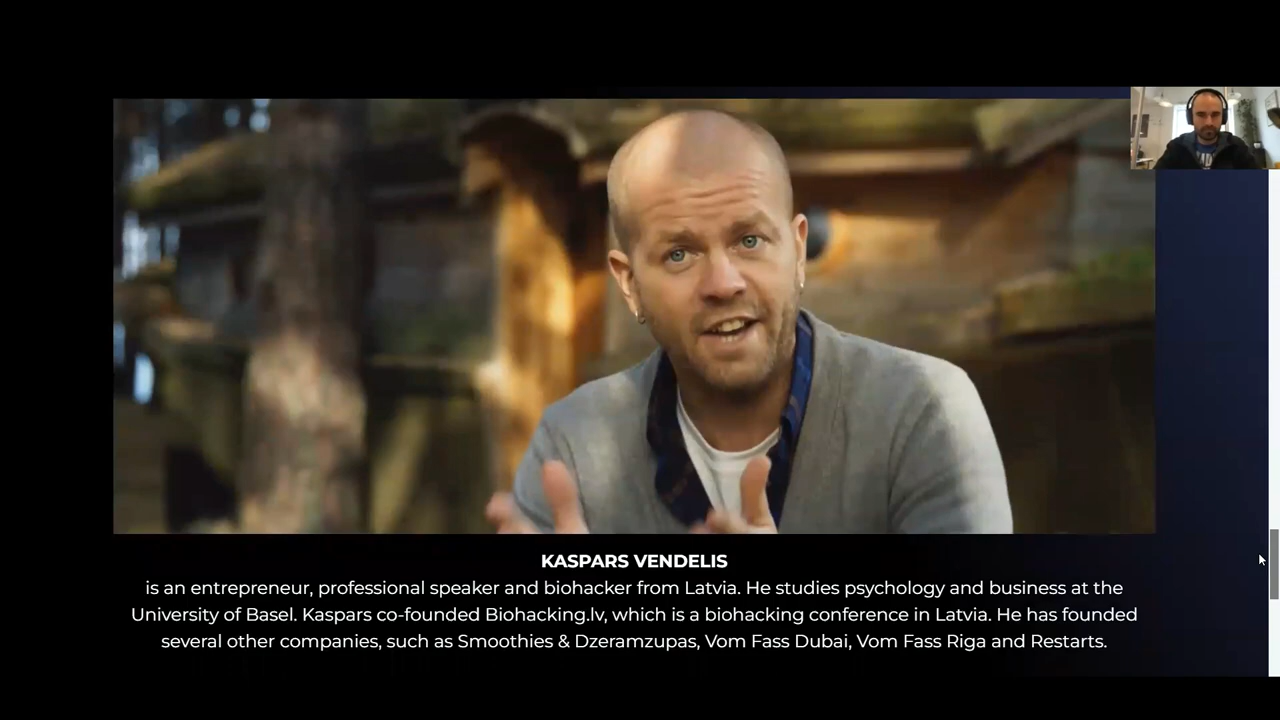 KASPARS VENDELIS
is an entrepreneur, professional speaker and biohacker from Latvia. He studies psychology and business at the
University of Basel. Kaspars co-founded Biohacking.lv, which is a biohacking conference in Latvia. He has founded
several other companies, such as Smoothies & Dzeramzupas, Vom Fass Dubai, Vom Fass Riga and Restarts.